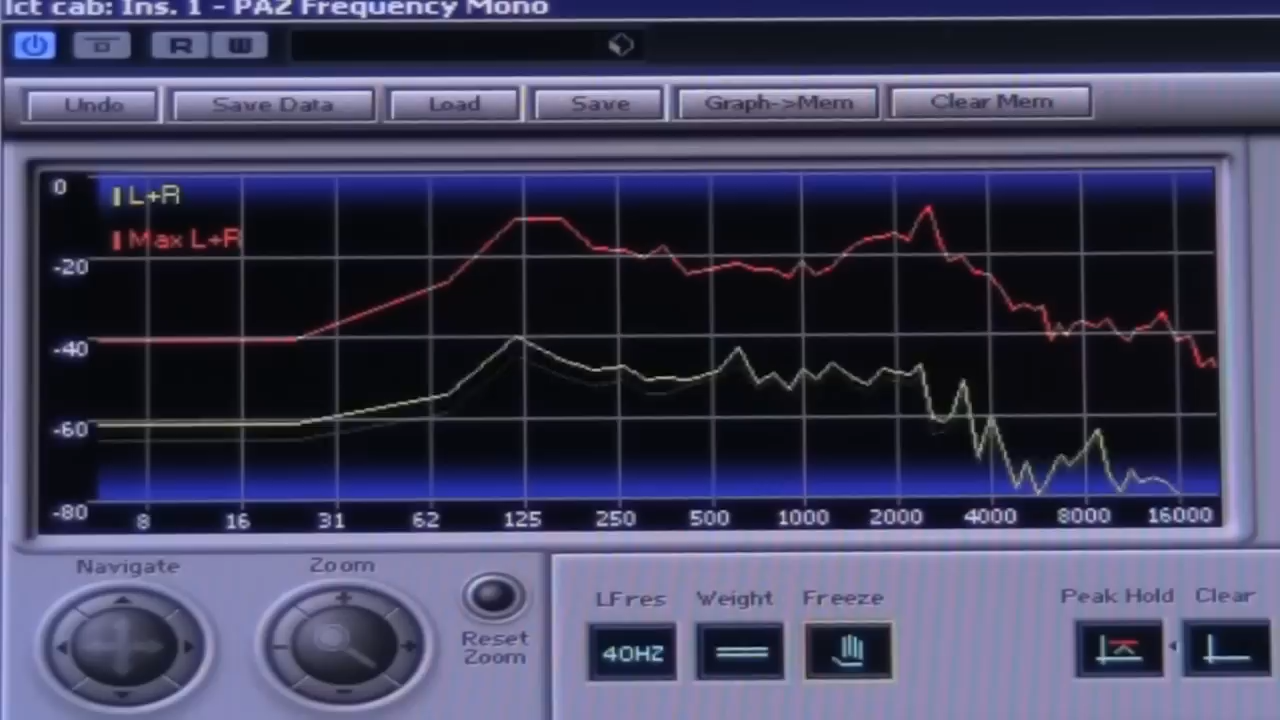 lct cab: Ins. 1 - PAZ Frequency Mono
R W
Undo Save Data Load Save Graph->Mem Clear Mem
0
L+R
Max L+R
-20
-40
-60
-80
8 16 31 62 125 250 500 1000 2000 4000 8000 16000
Navigate Zoom
Reset
Zoom
LFres Weight Freeze
40HZ
Peak Hold Clear